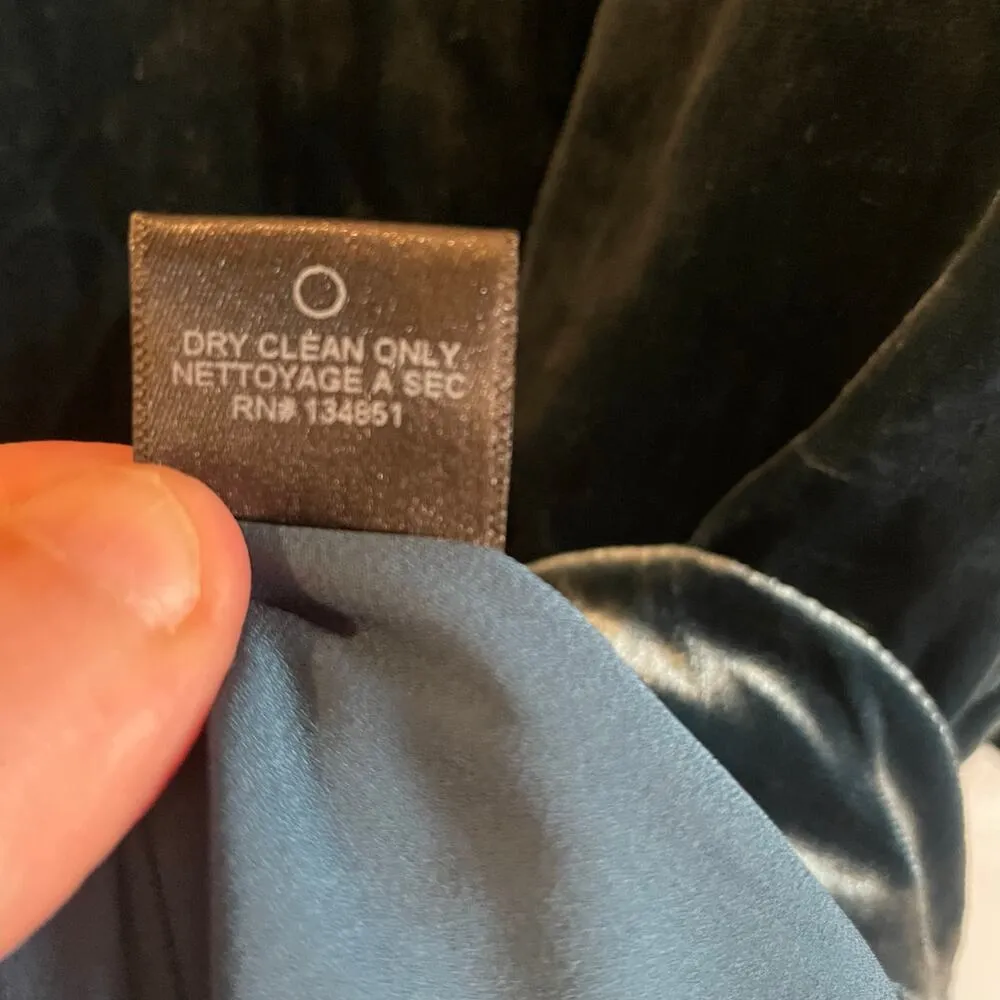 DRY CLEAN ONLY
NETTOYAGE A SEC
RN# 134851